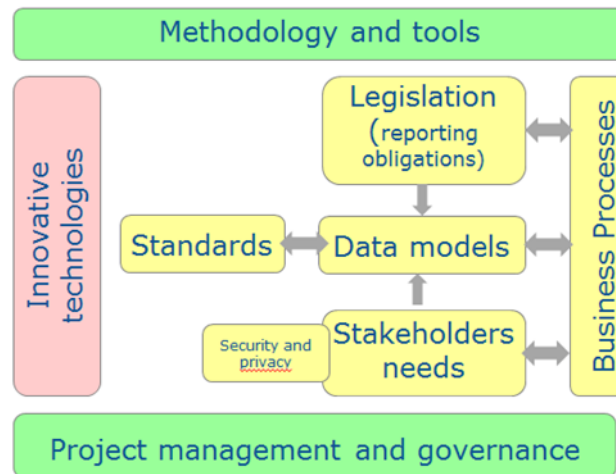 Methodology and tools
Innovative
technologies
Legislation
(reporting
obligations)
Standards
Data models
Security and
privacy
Stakeholders
needs
Business Processes
Project management and governance